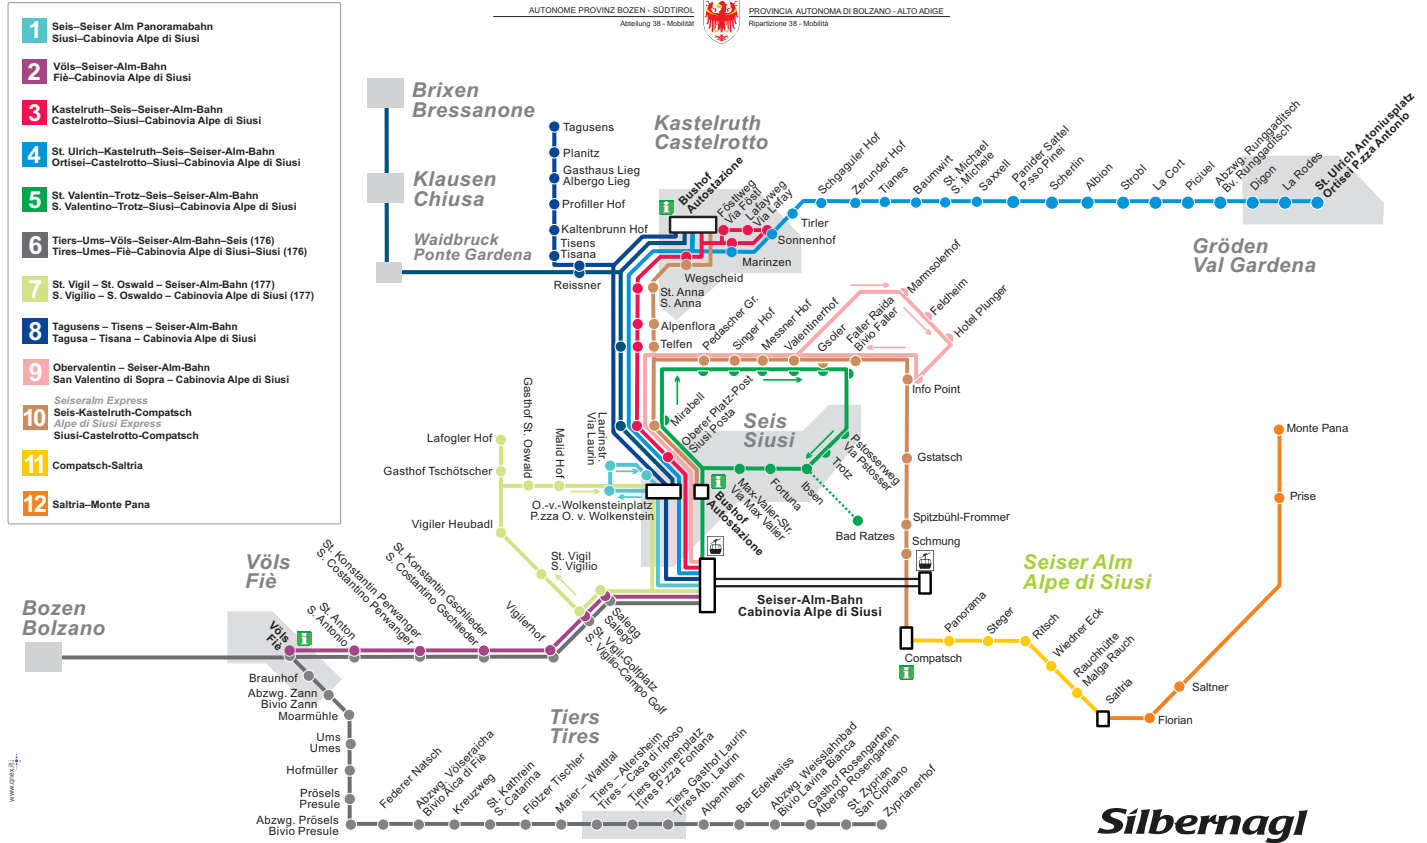 AUTONOME PROVINZ BOZEN - SÜDTIROL
Abteilung 38 - Mobilität
PROVINCIA AUTONOMA DI BOLZANO - ALTO ADIGE
Ripartizione 38 - Mobilità
1
Seis–Seiser Alm Panoramabahn
Siusi–Cabinovia Alpe di Siusi
2
Völs–Seiser-Alm-Bahn
Fiè–Cabinovia Alpe di Siusi
3
Kastelruth–Seis–Seiser-Alm-Bahn
Castelrotto–Siusi–Cabinovia Alpe di Siusi
4
St. Ulrich–Kastelruth–Seis–Seiser-Alm-Bahn
Ortisei–Castelrotto–Siusi–Cabinovia Alpe di Siusi
5
St. Valentin–Trotz–Seis–Seiser-Alm-Bahn
S. Valentino–Trotz–Siusi–Cabinovia Alpe di Siusi
6
Tiers–Ums–Völs–Seiser-Alm-Bahn–Seis (176)
Tires–Umes–Fiè–Cabinovia Alpe di Siusi–Siusi (176)
7
St. Vigil – St. Oswald – Seiser-Alm-Bahn (177)
S. Vigilio – S. Oswaldo – Cabinovia Alpe di Siusi (177)
8
Tagusens – Tisens – Seiser-Alm-Bahn
Tagusa – Tisana – Cabinovia Alpe di Siusi
9
Obervalentin – Seiser-Alm-Bahn
San Valentino di Sopra – Cabinovia Alpe di Siusi
10
Seiseralm Express
Seis-Kastelruth-Compatsch
Alpe di Siusi Express
Siusi-Castelrotto-Compatsch
11
Compatsch-Saltria
12
Saltria–Monte Pana
Brixen
Bressanone
Klausen
Chiusa
Waidbruck
Ponte Gardena
Tagusens
Planitz
Gasthaus Lieg
Albergo Lieg
Profiller Hof
Kaltenbrunn Hof
Tisens
Tisana
Reissner
Kastelruth
Castelrotto
Bushof
Autostazione
Föstlweg
Via Föstl
Lafayweg
Via Lafay
Marinzen
Sonnenhof
Tirler
Schgaguler Hof
Zerunder Hof
Tianes
Baumwirt
St. Michael
S. Michele
Saxxell
Panider Sattel
P.sso Pinei
Schertin
Albion
Strobl
La Cort
Piciuel
Abzwg. Runggaditsch
Bv. Runggaditsch
Digon
La Rodes
St. Ulrich Antoniusplatz
Ortisei P.zza Antonio
Gröden
Val Gardena
Wegscheid
St. Anna
S. Anna
Alpenflora
Telfen
Pedascher Gr.
Singer Hof
Messner Hof
Valentinerhof
Gsoler
Faller Raida
Bivio Faller
Mannsolerhof
Feldheim
Hotel Plunger
Info Point
Mirabell
Oberer Platz-Post
Siusi Posta
Seis
Siusi
Pstosserweg
Via Pstosser
Trotz
Ibsen
Fortuna
Max-Valier-Str.
Via Max Valier
Bad Ratzes
Bushof
Autostazione
Laurinstr.
Via Laurin
O.-v.-Wolkensteinplatz
P.zza O. v. Wolkenstein
Lafogler Hof
Gasthof Tschötscher
Gasthof St. Oswald
Malid Hof
Vigiler Heubadl
St. Vigil
S. Vigilio
Gstatsch
Spitzbühl-Frommer
Schmung
Seiser-Alm-Bahn
Cabinovia Alpe di Siusi
Seiser Alm
Alpe di Siusi
Compatsch
Panorama
Steger
Ritsch
Wiedner Eck
Rauchhütte
Malga Rauch
Saltria
Florian
Saltner
Prise
Monte Pana
Bozen
Bolzano
Völs
Fiè
Völs
Fiè
St. Anton
S. Antonio
St. Konstantin Perwanger
S. Costantino Perwanger
St. Konstantin Gschlieder
S. Costantino Gschlieder
Vigilerhof
Salegg
Salego
St. Vigil-Golfplatz
S. Vigilio-Campo Golf
Braunhof
Abzwg. Zann
Bivio Zann
Moarmühle
Ums
Umes
Hofmüller
Prösels
Presule
Abzwg. Prösels
Bivio Presule
Federer Natsch
Abzwg. Völseraicha
Bivio Aica di Fiè
Kreuzweg
St. Kathrein
S. Catarina
Flötzer Tischler
Maier – Wattital
Tiers
Tires
Tiers – Altersheim
Tires – Casa di riposo
Tiers Brunnenplatz
Tires P.zza Fontana
Tiers Gasthof Laurin
Tires Alb. Laurin
Alpenheim
Bar Edelweiss
Abzwg. Weisslahnbad
Bivio Lavina Bianca
Gasthof Rosengarten
Albergo Rosengarten
St. Zyprian
San Cipriano
Zyprianerhof
www.qnex.it
Silbernagl